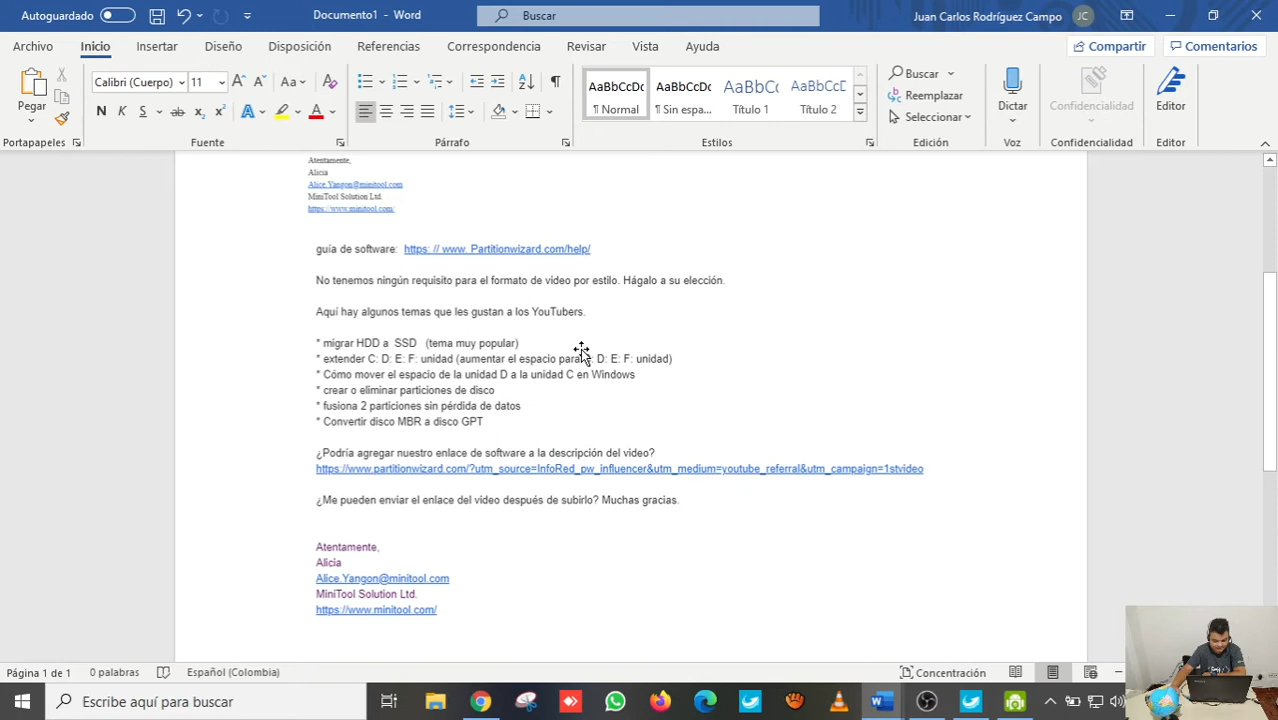 Autoguardado
Documento1 - Word
Buscar
Juan Carlos Rodríguez Campo
JC
Archivo
Inicio
Insertar
Diseño
Disposición
Referencias
Correspondencia
Revisar
Vista
Ayuda
Compartir
Comentarios
Pegar
Calibri (Cuerpo)
11
AaBbCcDc
¶ Normal
AaBbCcDc
¶ Sin espa...
AaBbCc
Título 1
AaBbCcD
Título 2
Buscar
Reemplazar
Seleccionar
Dictar
Confidencialidad
Editor
Portapapeles
Fuente
Párrafo
Estilos
Edición
Voz
Confidencialidad
Editor
Atentamente,
Alicia
Alice.Yangon@minitool.com
MiniTool Solution Ltd.
https://www.minitool.com/
guía de software: https: // www. Partitionwizard.com/help/
No tenemos ningún requisito para el formato de video por estilo. Hágalo a su elección.
Aquí hay algunos temas que les gustan a los YouTubers.
* migrar HDD a SSD (tema muy popular)
* extender C: D: E: F: unidad (aumentar el espacio para D: E: F: unidad)
* Cómo mover el espacio de la unidad D a la unidad C en Windows
* crear o eliminar particiones de disco
* fusiona 2 particiones sin pérdida de datos
* Convertir disco MBR a disco GPT
¿Podría agregar nuestro enlace de software a la descripción del video?
https://www.partitionwizard.com/?utm_source=InfoRed_pw_influencer&utm_medium=youtube_referral&utm_campaign=1stvideo
¿Me pueden enviar el enlace del video después de subirlo? Muchas gracias.
Atentamente,
Alicia
Alice.Yangon@minitool.com
MiniTool Solution Ltd.
https://www.minitool.com/
Página 1 de 1
0 palabras
Español (Colombia)
Concentración
Escribe aquí para buscar